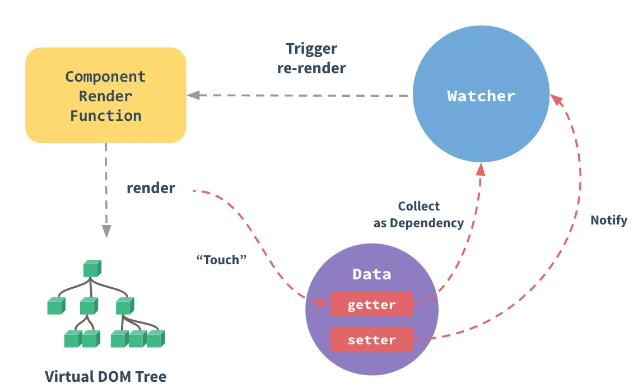 Trigger
re-render
Component
Render
Function
Watcher
render
Collect
as Dependency
Notify
“Touch”
Data
getter
setter
Virtual DOM Tree